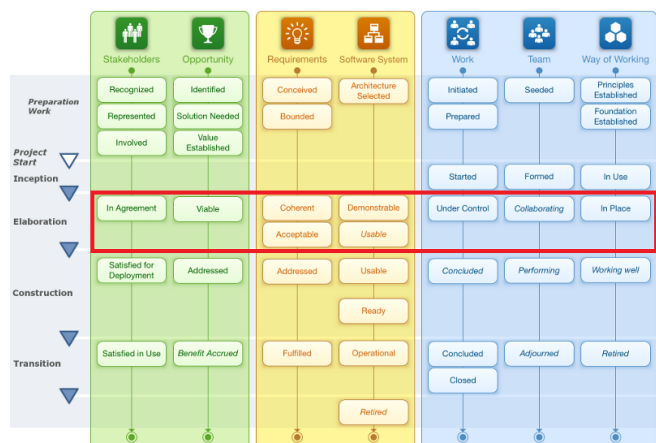 Stakeholders Opportunity Requirements Software System Work Team Way of Working
Preparation
Work
Recognized Identified Conceived Architecture
Selected Initiated Seeded Principles
Established
Represented Solution Needed Bounded Prepared Foundation
Established
Involved Value
Established
Project
Start
Inception
Started Formed In Use
Elaboration
In Agreement Viable Coherent Demonstrable Under Control Collaborating In Place
Acceptable Usable
Construction
Satisfied for
Deployment Addressed Addressed Usable Concluded Performing Working well
Ready
Transition
Satisfied in Use Benefit Accrued Fulfilled Operational Concluded Adjourned Retired
Closed
Retired